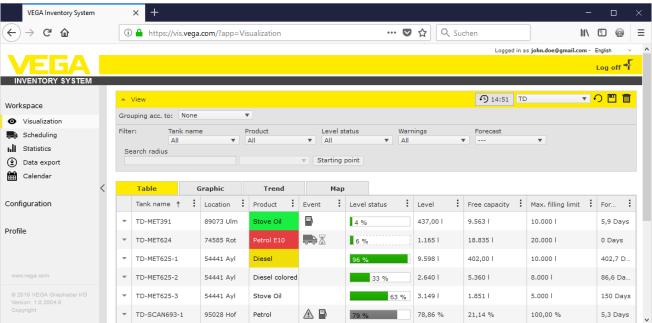 VEGA Inventory System
https://vis.vega.com/?app=Visualization
Suchen
Logged in as john.doe@gmail.com - English
VEGA
INVENTORY SYSTEM
Log off
Workspace
Visualization
Scheduling
Statistics
Data export
Calendar
Configuration
Profile
www.vega.com
© 2019 VEGA Grieshaber KG
Copyright
View
14:51
TD
Grouping acc. to: None
Filter: Tank name Product Level status Warnings Forecast
All All All All ---
Search radius
Starting point
Table Graphic Trend Map
Tank name Location Product Event Level status Level Free capacity Max. filling limit For...
TD-MET391 89073 Ulm Stove Oil 4 % 437,00 l 9.563 l 10.000 l 5,9 Days
TD-MET624 74585 Rot Petrol E10 6 % 1.165 l 18.835 l 20.000 l 0 Days
TD-MET625-1 54441 Ayl Diesel 96 % 9.598 l 402,00 l 10.000 l 402,7 D...
TD-MET625-2 54441 Ayl Diesel colored 33 % 2.640 l 5.360 l 8.000 l 86,6 Da...
TD-MET625-3 54441 Ayl Stove Oil 63 % 3.149 l 1.851 l 5.000 l 150 Days
TD-SCAN693-1 95028 Hof Petrol 79 % 78,86 % 21,14 % 100,00 % 5,3 Days